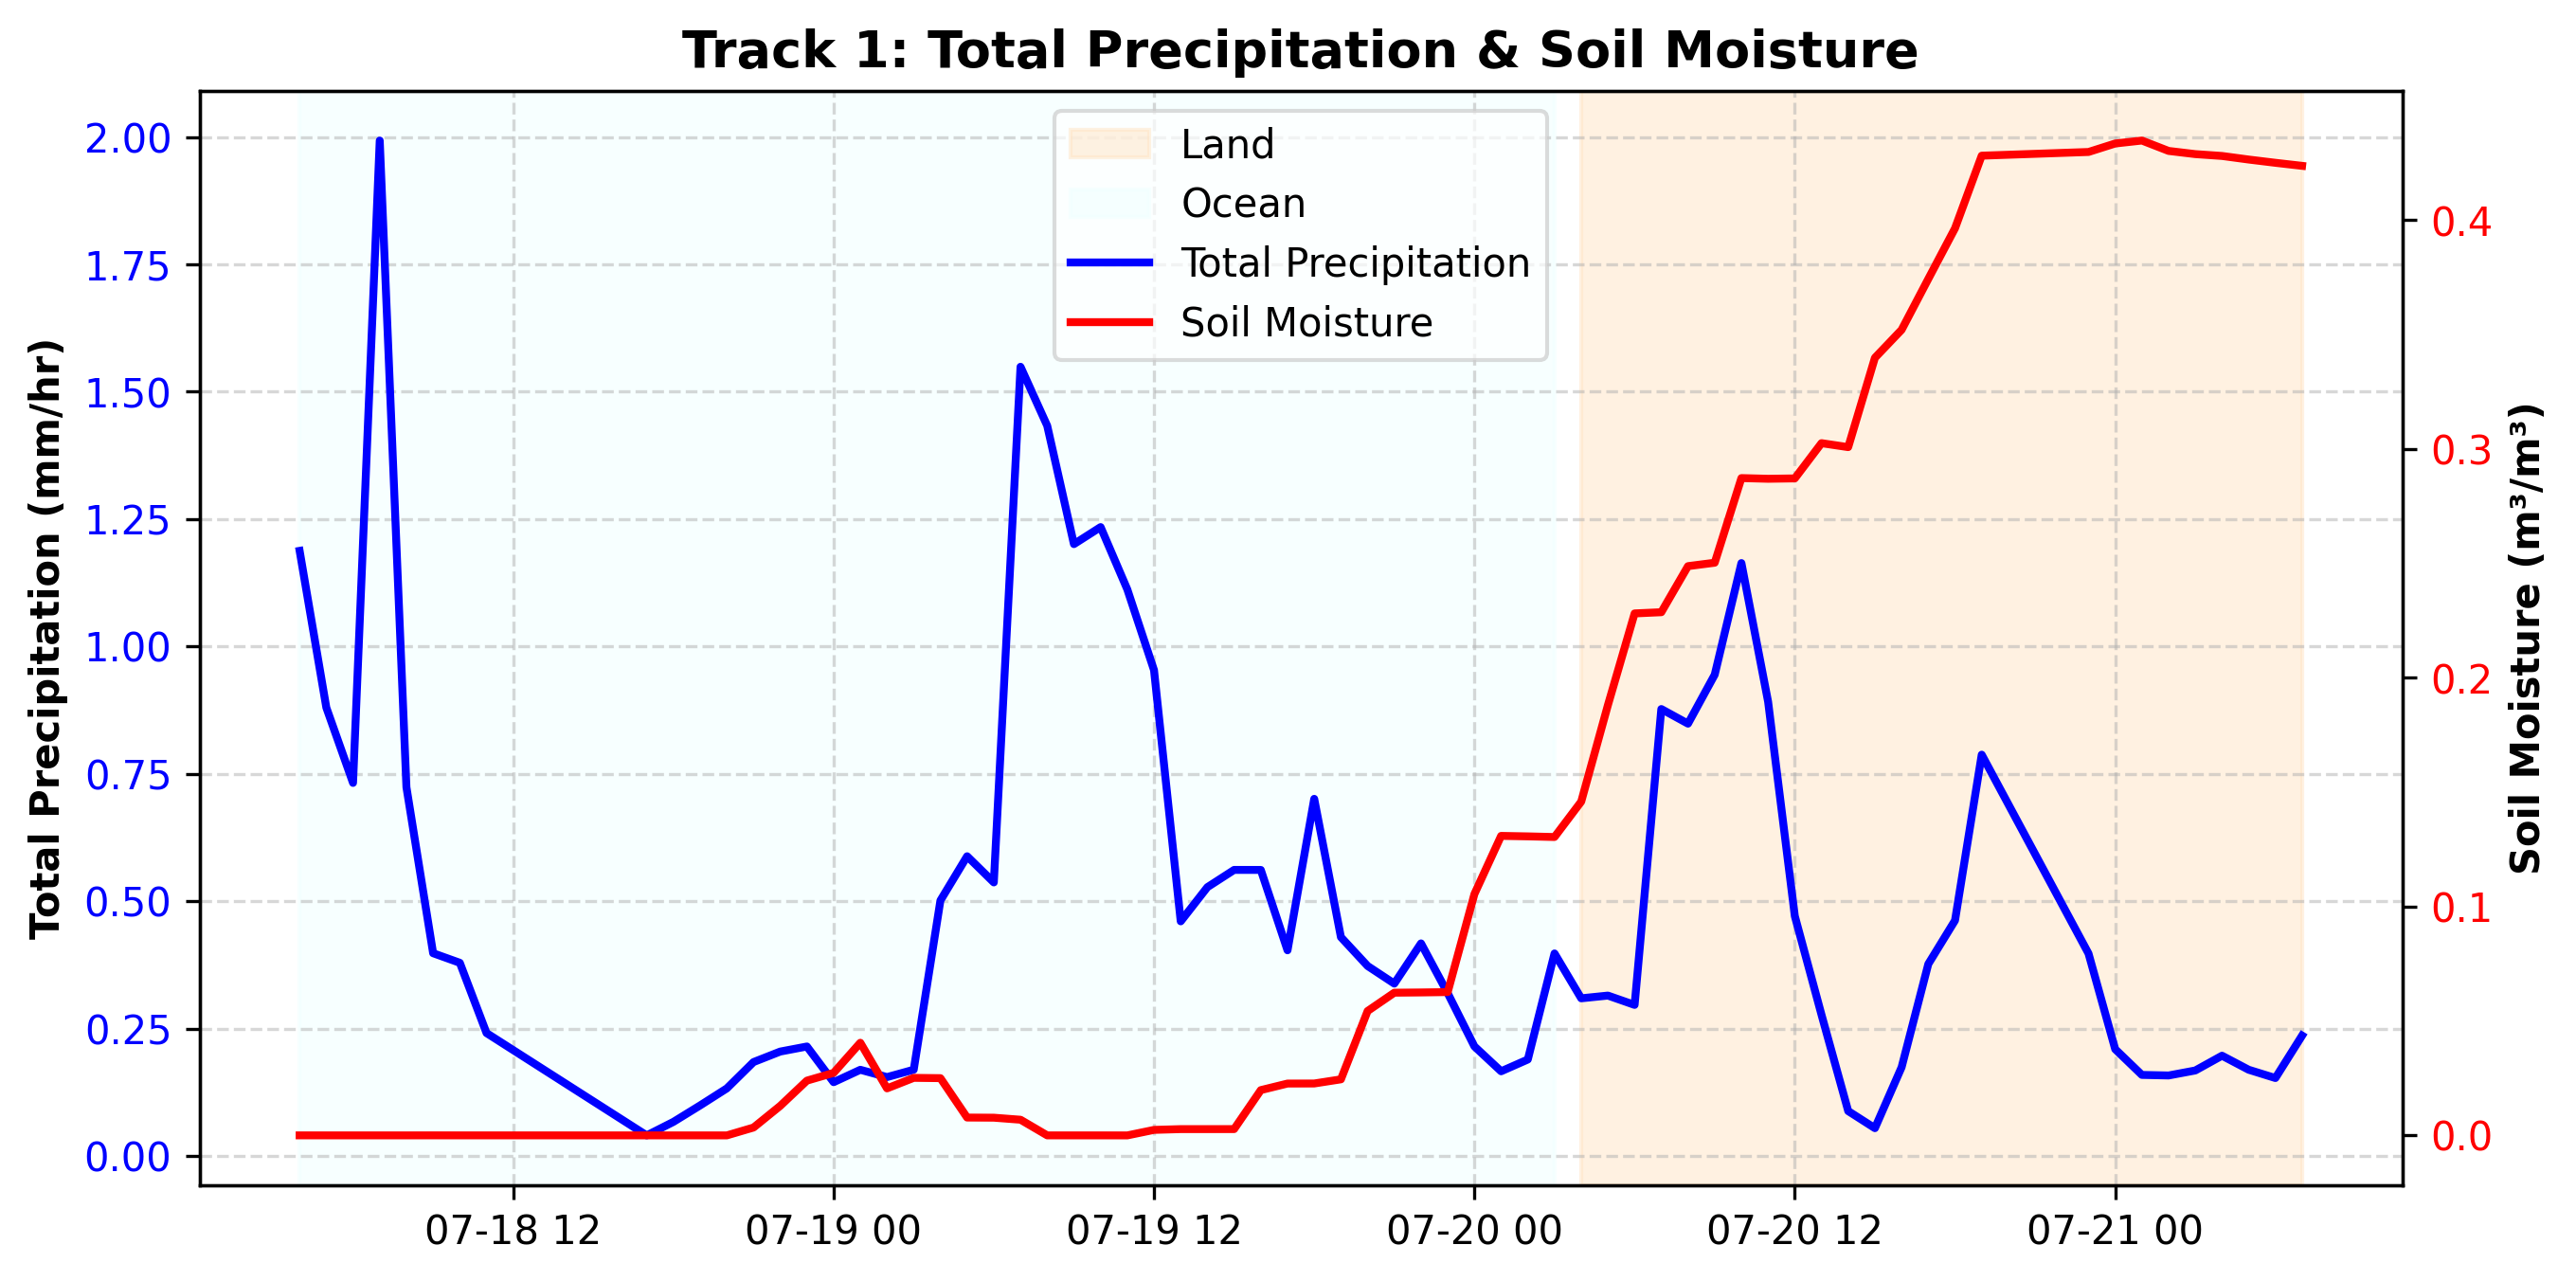 Track 1: Total Precipitation & Soil Moisture
Land
Ocean
Total Precipitation
Soil Moisture
Total Precipitation (mm/hr)
2.00
1.75
1.50
1.25
1.00
0.75
0.50
0.25
0.00
Soil Moisture (m³/m³)
0.4
0.3
0.2
0.1
0.0
07-18 12
07-19 00
07-19 12
07-20 00
07-20 12
07-21 00